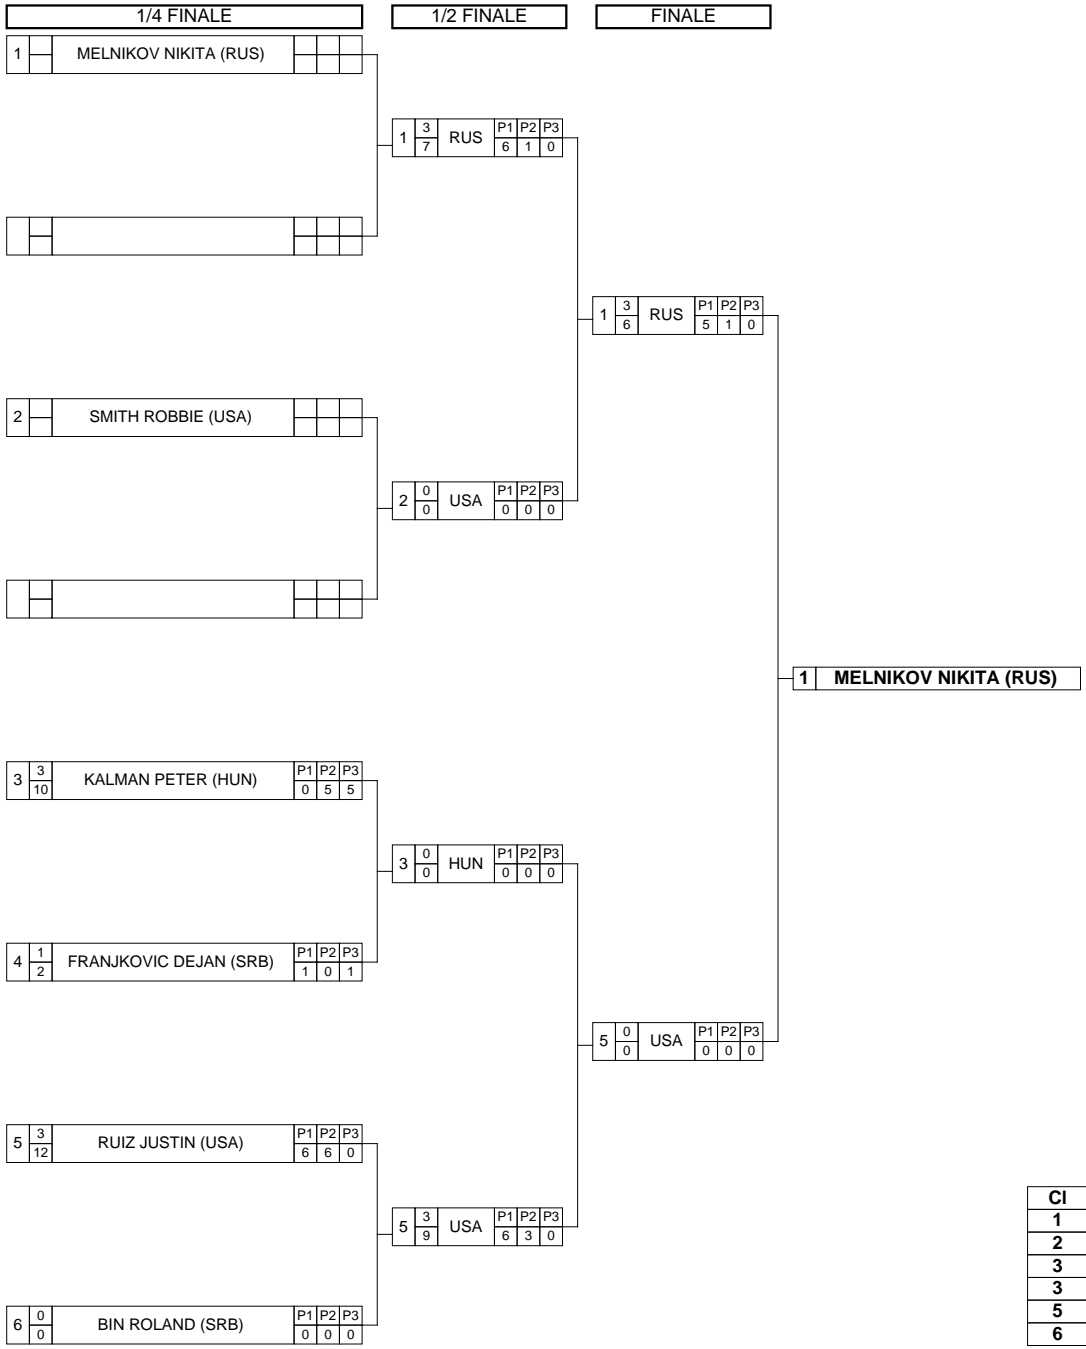 1/4 FINALE 1/2 FINALE FINALE
1 MELNIKOV NIKITA (RUS)
1 3 7 RUS P1 P2 P3 6 1 0
1 3 6 RUS P1 P2 P3 5 1 0
2 SMITH ROBBIE (USA)
2 0 0 USA P1 P2 P3 0 0 0
1 MELNIKOV NIKITA (RUS)
3 3 10 KALMAN PETER (HUN) P1 P2 P3 0 5 5
3 0 0 HUN P1 P2 P3 0 0 0
4 1 2 FRANJKOVIC DEJAN (SRB) P1 P2 P3 1 0 1
5 0 0 USA P1 P2 P3 0 0 0
5 3 12 RUIZ JUSTIN (USA) P1 P2 P3 6 6 0
5 3 9 USA P1 P2 P3 6 3 0
6 0 0 BIN ROLAND (SRB) P1 P2 P3 0 0 0
Cl
1
2
3
3
5
6